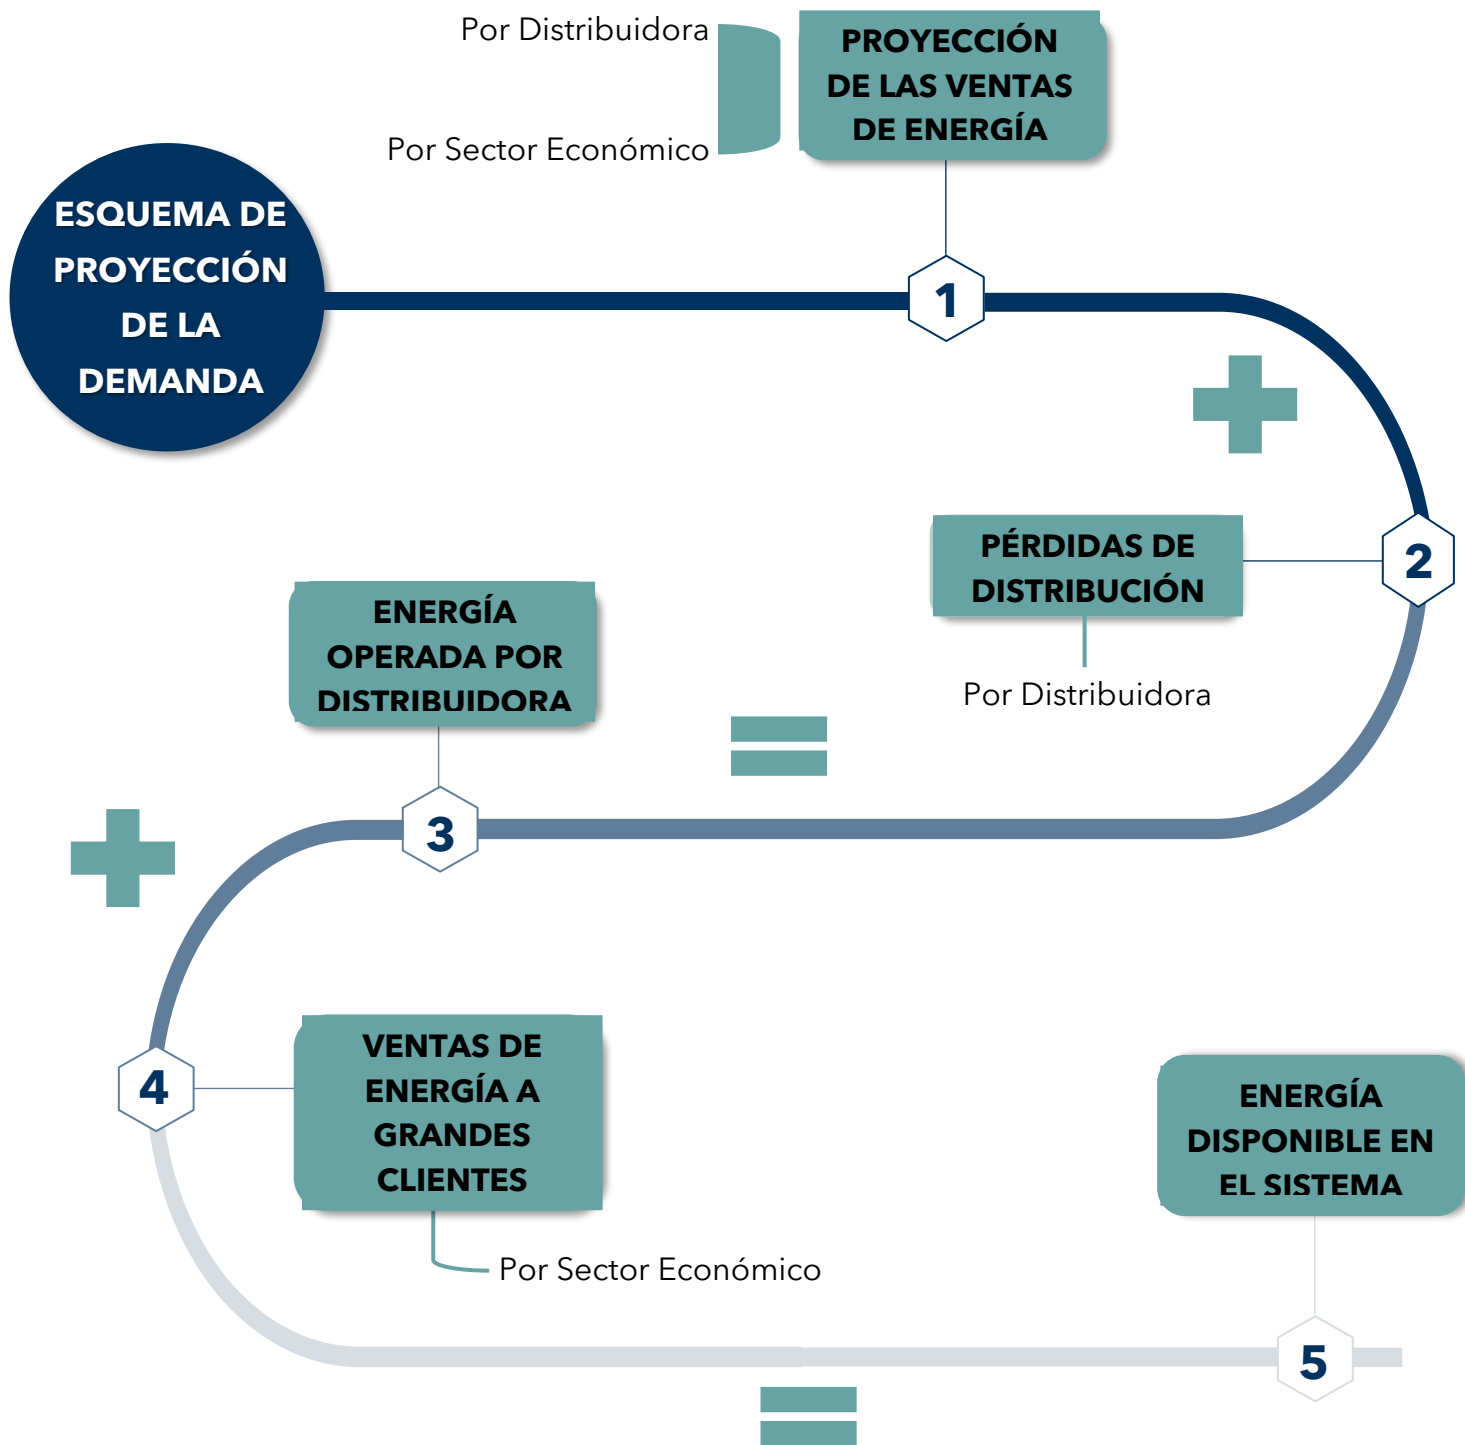 Por Distribuidora
Por Sector Económico
PROYECCIÓN
DE LAS VENTAS
DE ENERGÍA
ESQUEMA DE
PROYECCIÓN
DE LA
DEMANDA
1
PÉRDIDAS DE
DISTRIBUCIÓN
2
Por Distribuidora
ENERGÍA
OPERADA POR
DISTRIBUIDORA
3
VENTAS DE
ENERGÍA A
GRANDES
CLIENTES
4
Por Sector Económico
ENERGÍA
DISPONIBLE EN
EL SISTEMA
5